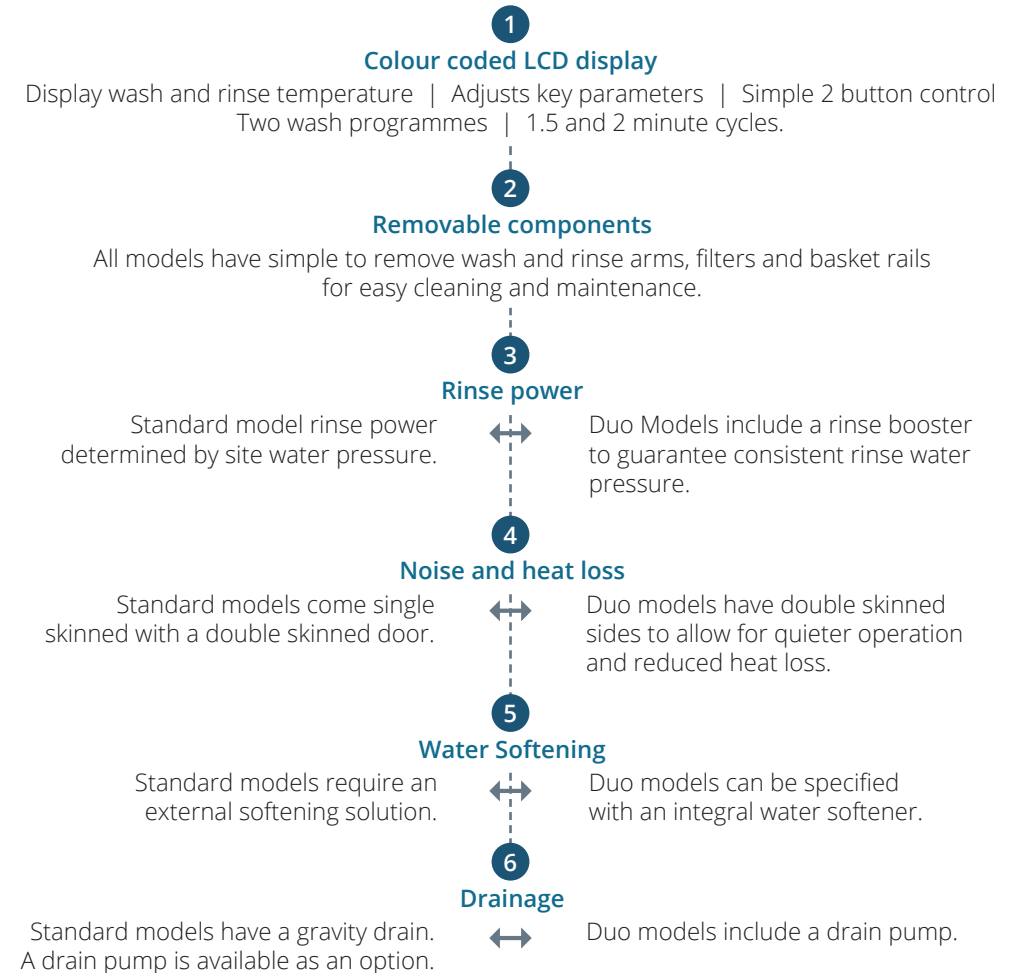 1
Colour coded LCD display
Display wash and rinse temperature | Adjusts key parameters | Simple 2 button control
Two wash programmes | 1.5 and 2 minute cycles.
2
Removable components
All models have simple to remove wash and rinse arms, filters and basket rails
for easy cleaning and maintenance.
3
Rinse power
Standard model rinse power
determined by site water pressure.
Duo Models include a rinse booster
to guarantee consistent rinse water
pressure.
4
Noise and heat loss
Standard models come single
skinned with a double skinned door.
Duo models have double skinned
sides to allow for quieter operation
and reduced heat loss.
5
Water Softening
Standard models require an
external softening solution.
Duo models can be specified
with an integral water softener.
6
Drainage
Standard models have a gravity drain.
A drain pump is available as an option.
Duo models include a drain pump.